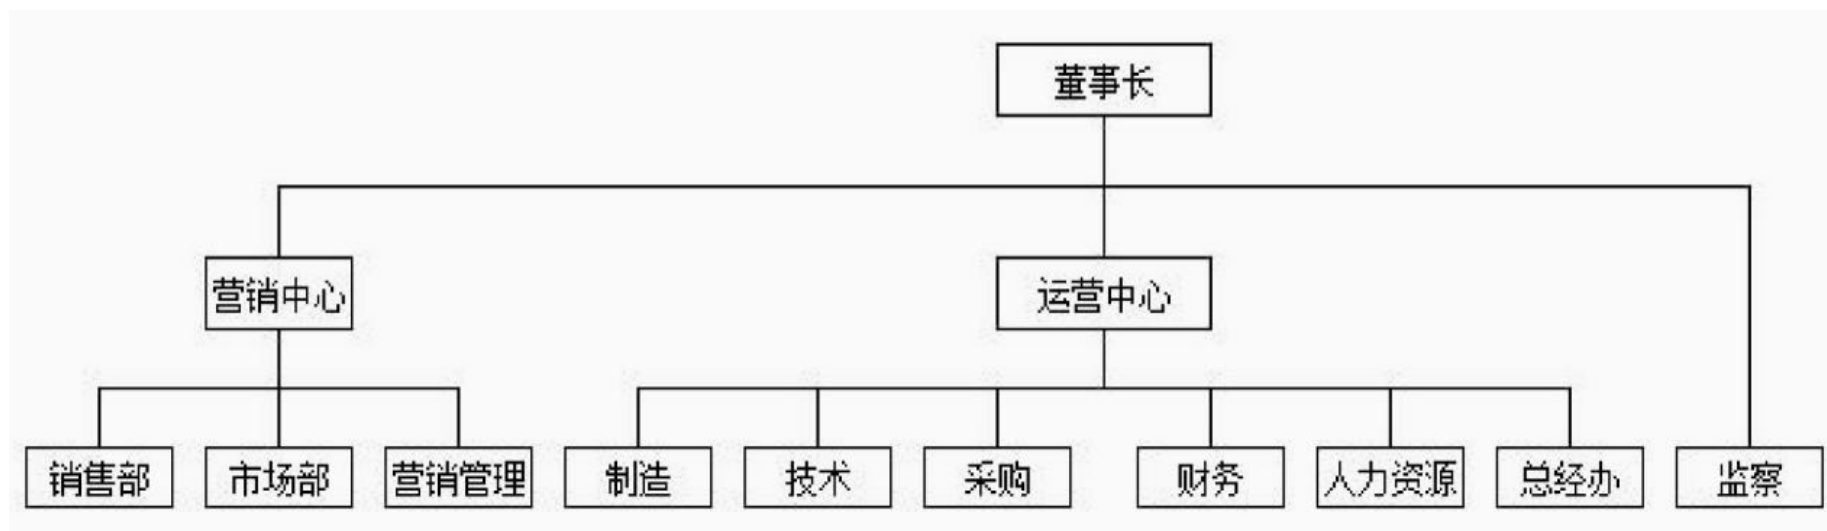 董事长
营销中心
运营中心
销售部
市场部
营销管理
制造
技术
采购
财务
人力资源
总经办
监察